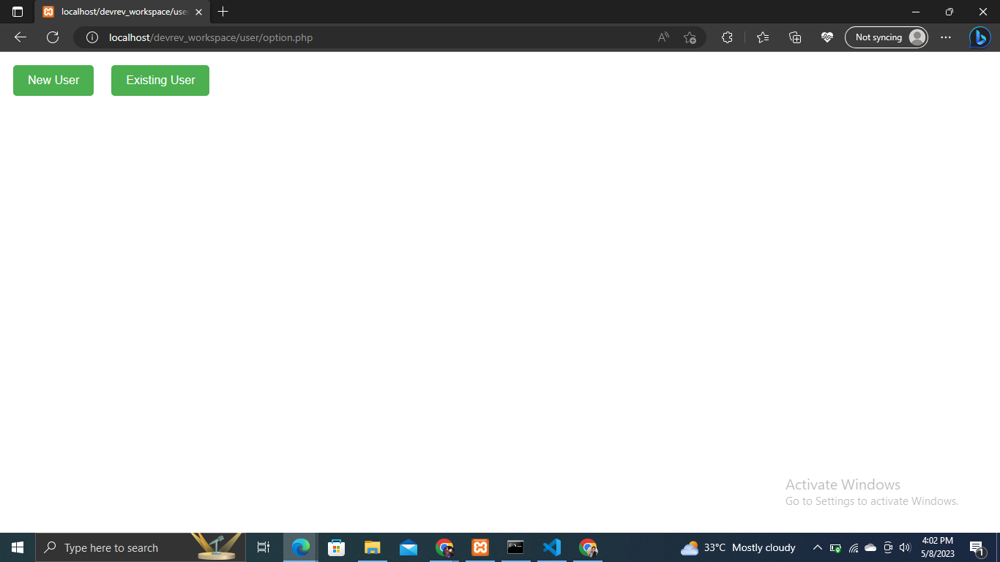 localhost/devrev_workspace/use
localhost/devrev_workspace/user/option.php
Not syncing
New User
Existing User
Activate Windows
Go to Settings to activate Windows.
Type here to search
33°C Mostly cloudy
4:02 PM
5/8/2023
1